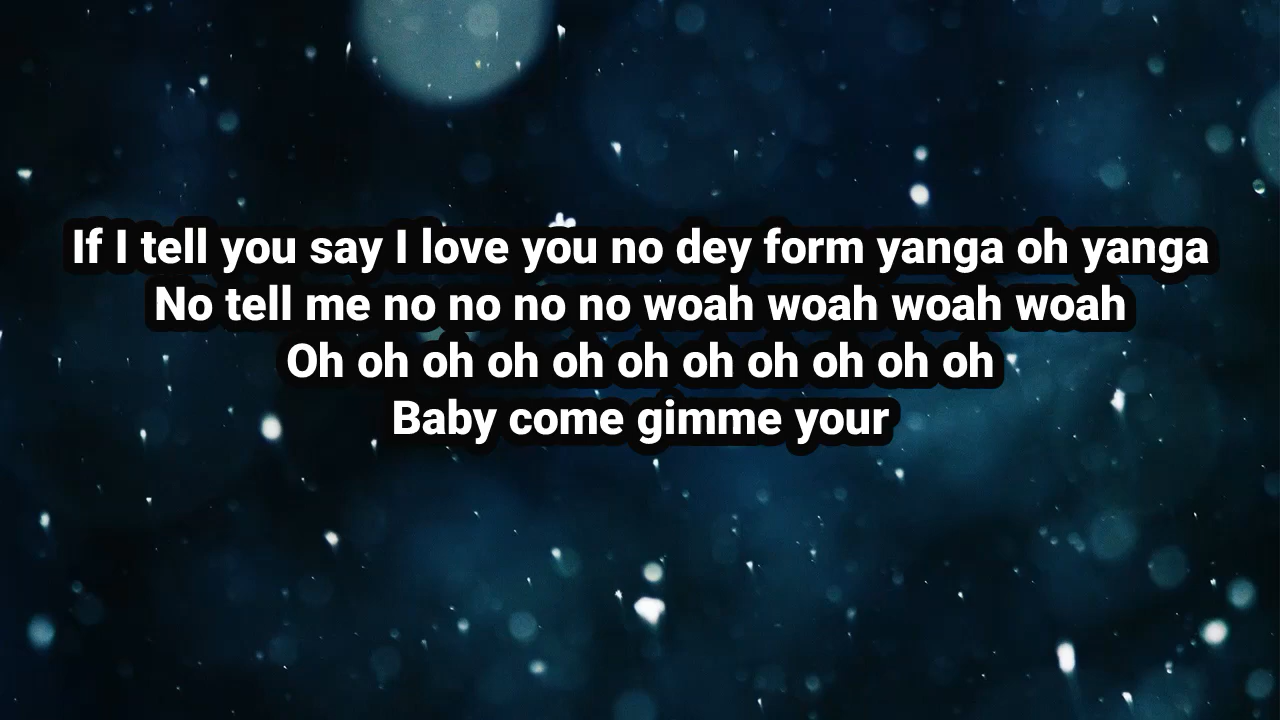 If I tell you say I love you no dey form yanga oh yanga
No tell me no no no no woah woah woah woah
Oh oh oh oh oh oh oh oh oh oh oh
Baby come gimme your